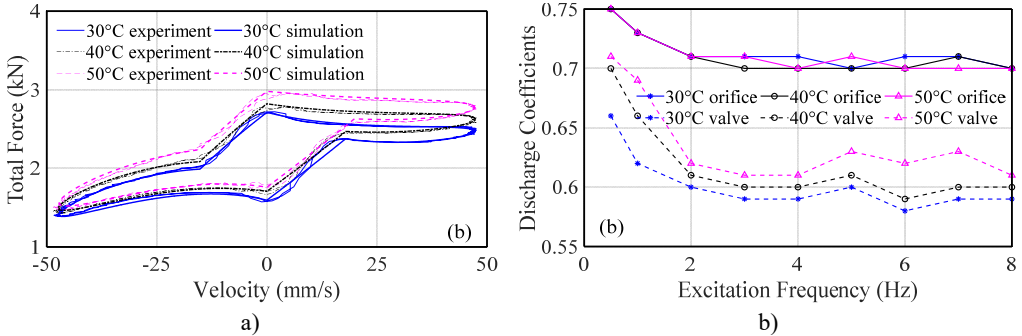 4
3
2
1
Total Force (kN)
30°C experiment 30°C simulation
40°C experiment 40°C simulation
50°C experiment 50°C simulation
(b)
-50 -25 0 25 50
Velocity (mm/s)
a)
0.75
0.7
0.65
0.6
0.55
Discharge Coefficients
30°C orifice 40°C orifice 50°C orifice
30°C valve 40°C valve 50°C valve
(b)
0 2 4 6 8
Excitation Frequency (Hz)
b)